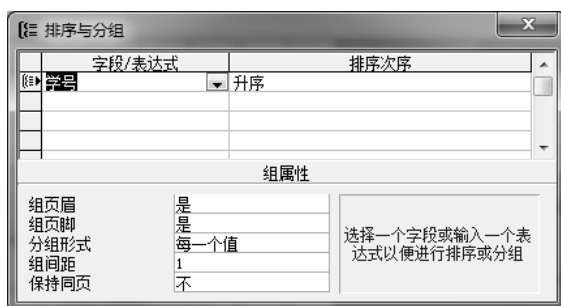 排序与分组
字段/表达式 排序次序
学号 升序
组属性
组页眉 是
组页脚 是
分组形式 每一个值
组间距 1
保持同页 不
选择一个字段或输入一个表
达式以便进行排序或分组